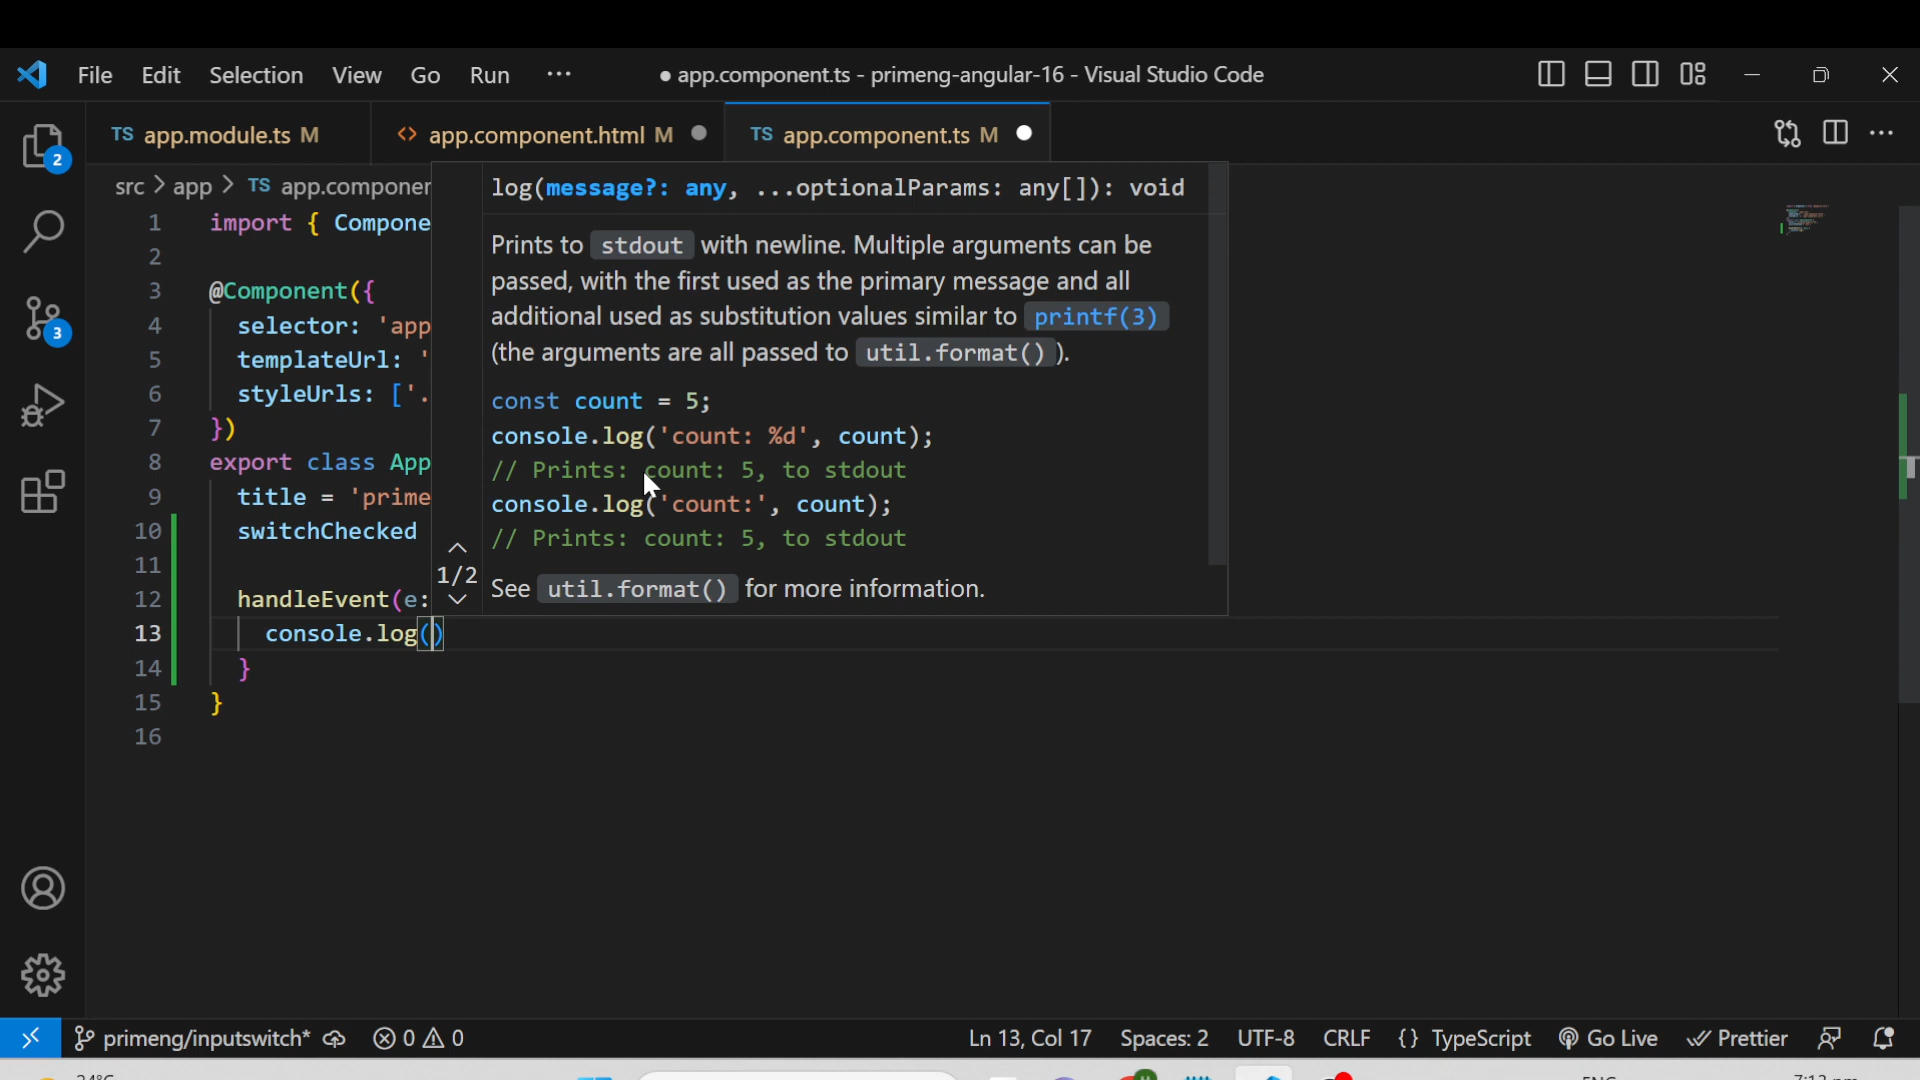 File Edit Selection View Go Run ··· ● app.component.ts - primeng-angular-16 - Visual Studio Code
TS app.module.ts M <> app.component.html M TS app.component.ts M
src > app > TS app.componen
1 import { Compone
2
3 @Component({
4 selector: 'app
5 templateUrl: '
6 styleUrls: ['.
7 })
8 export class App
9 title = 'prime
10 switchChecked
11
12 handleEvent(e:
13 console.log()
14 }
15 }
16
log(message?: any, ...optionalParams: any[]): void
Prints to stdout with newline. Multiple arguments can be
passed, with the first used as the primary message and all
additional used as substitution values similar to printf(3)
(the arguments are all passed to util.format() ).
const count = 5;
console.log('count: %d', count);
// Prints: count: 5, to stdout
console.log('count:', count);
// Prints: count: 5, to stdout
1/2
See util.format() for more information.
2
3
primeng/inputswitch* 0 0 Ln 13, Col 17 Spaces: 2 UTF-8 CRLF {} TypeScript Go Live Prettier